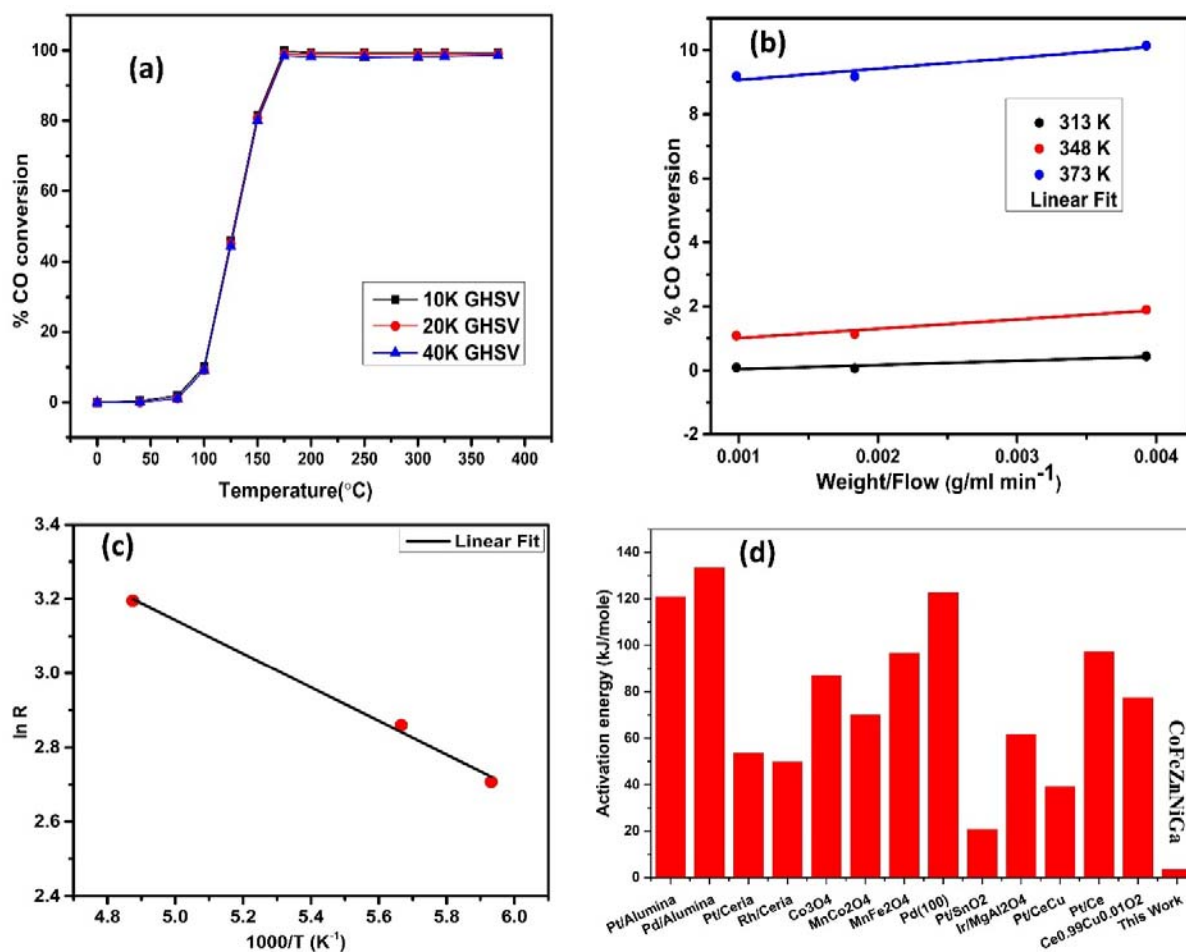 (a)
100
80
60
40
20
0
% CO conversion
10K GHSV
20K GHSV
40K GHSV
0 50 100 150 200 250 300 350 400
Temperature(°C)
(b)
10
8
6
4
2
0
-2
% CO Conversion
313 K
348 K
373 K
Linear Fit
0.001 0.002 0.003 0.004
Weight/Flow (g/ml min-1)
(c)
Linear Fit
3.4
3.2
3.0
2.8
2.6
2.4
ln R
4.8 5.0 5.2 5.4 5.6 5.8 6.0
1000/T (K-1)
(d)
140
120
100
80
60
40
20
0
Activation energy (kJ/mole)
CoFeZnNiGa
Pt/Alumina
Pd/Alumina
Pt/Ceria
Rh/Ceria
Co3O4
MnCo2O4
MnFe2O4
Pd(100)
Pt/SnO2
Ir/MgAl2O4
Pt/CeCu
Pt/Ce
Ce0.99Cu0.01O2
This Work